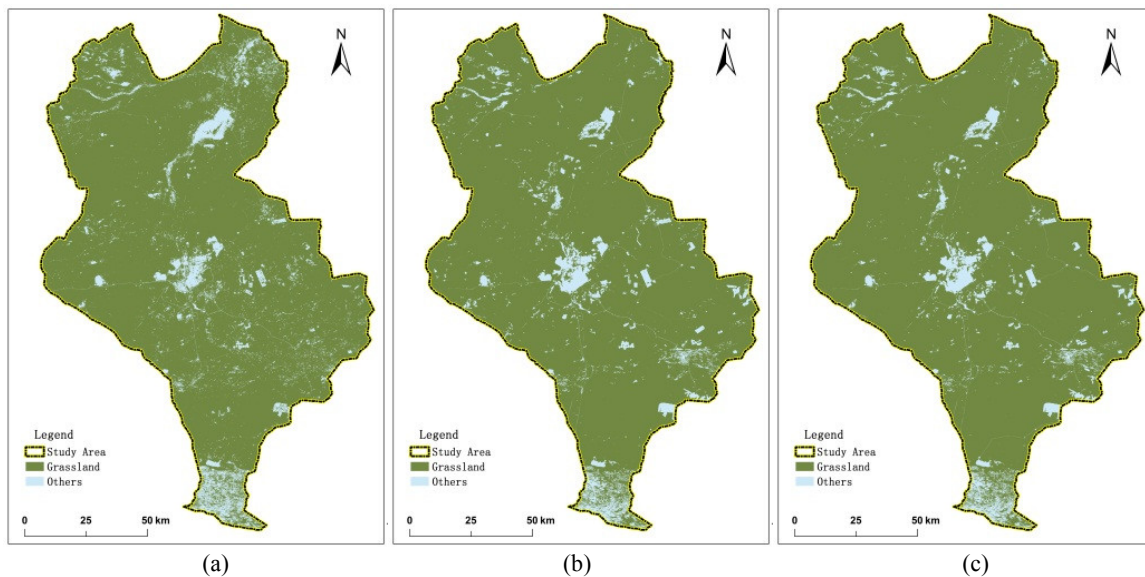 N
Legend
Study Area
Grassland
Others
0 25 50 km
(a)
N
Legend
Study Area
Grassland
Others
0 25 50 km
(b)
N
Legend
Study Area
Grassland
Others
0 25 50 km
(c)